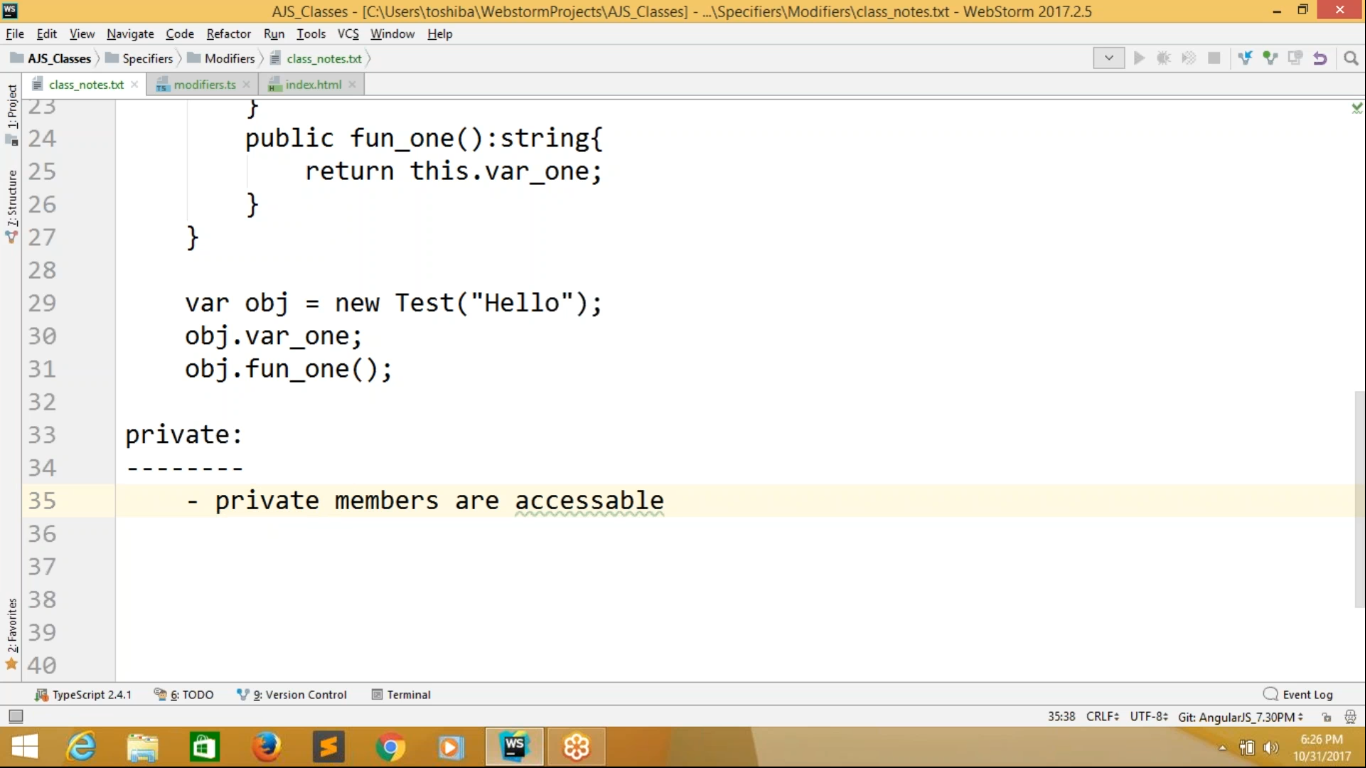 WS AJS_Classes - [C:\Users\toshiba\WebstormProjects\AJS_Classes] - ...\Specifiers\Modifiers\class_notes.txt - WebStorm 2017.2.5
File Edit View Navigate Code Refactor Run Tools VCS Window Help
AJS_Classes Specifiers Modifiers class_notes.txt
class_notes.txt modifiers.ts index.html
1: Project
7: Structure
2: Favorites
23 }
24 public fun_one():string{
25 return this.var_one;
26 }
27 }
28
29 var obj = new Test("Hello");
30 obj.var_one;
31 obj.fun_one();
32
33 private:
34 --------
35 - private members are accessable
36
37
38
39
40
TypeScript 2.4.1 6: TODO 9: Version Control Terminal Event Log
35:38 CRLF UTF-8 Git: AngularJS_7.30PM
WS
6:26 PM
10/31/2017